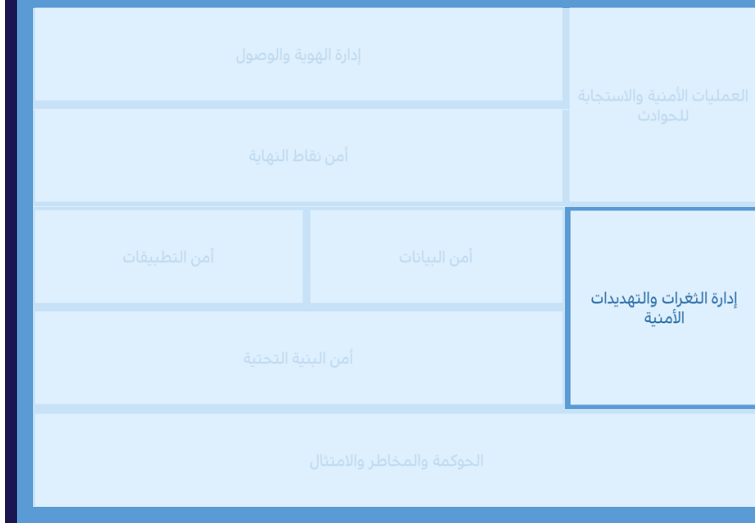 إدارة الهوية والوصول
العمليات الأمنية والاستجابة
للحوادث
أمن نقاط النهاية
أمن البيانات
أمن التطبيقات
إدارة الثغرات والتهديدات
الأمنية
أمن البنية التحتية
الحوكمة والمخاطر والامتثال